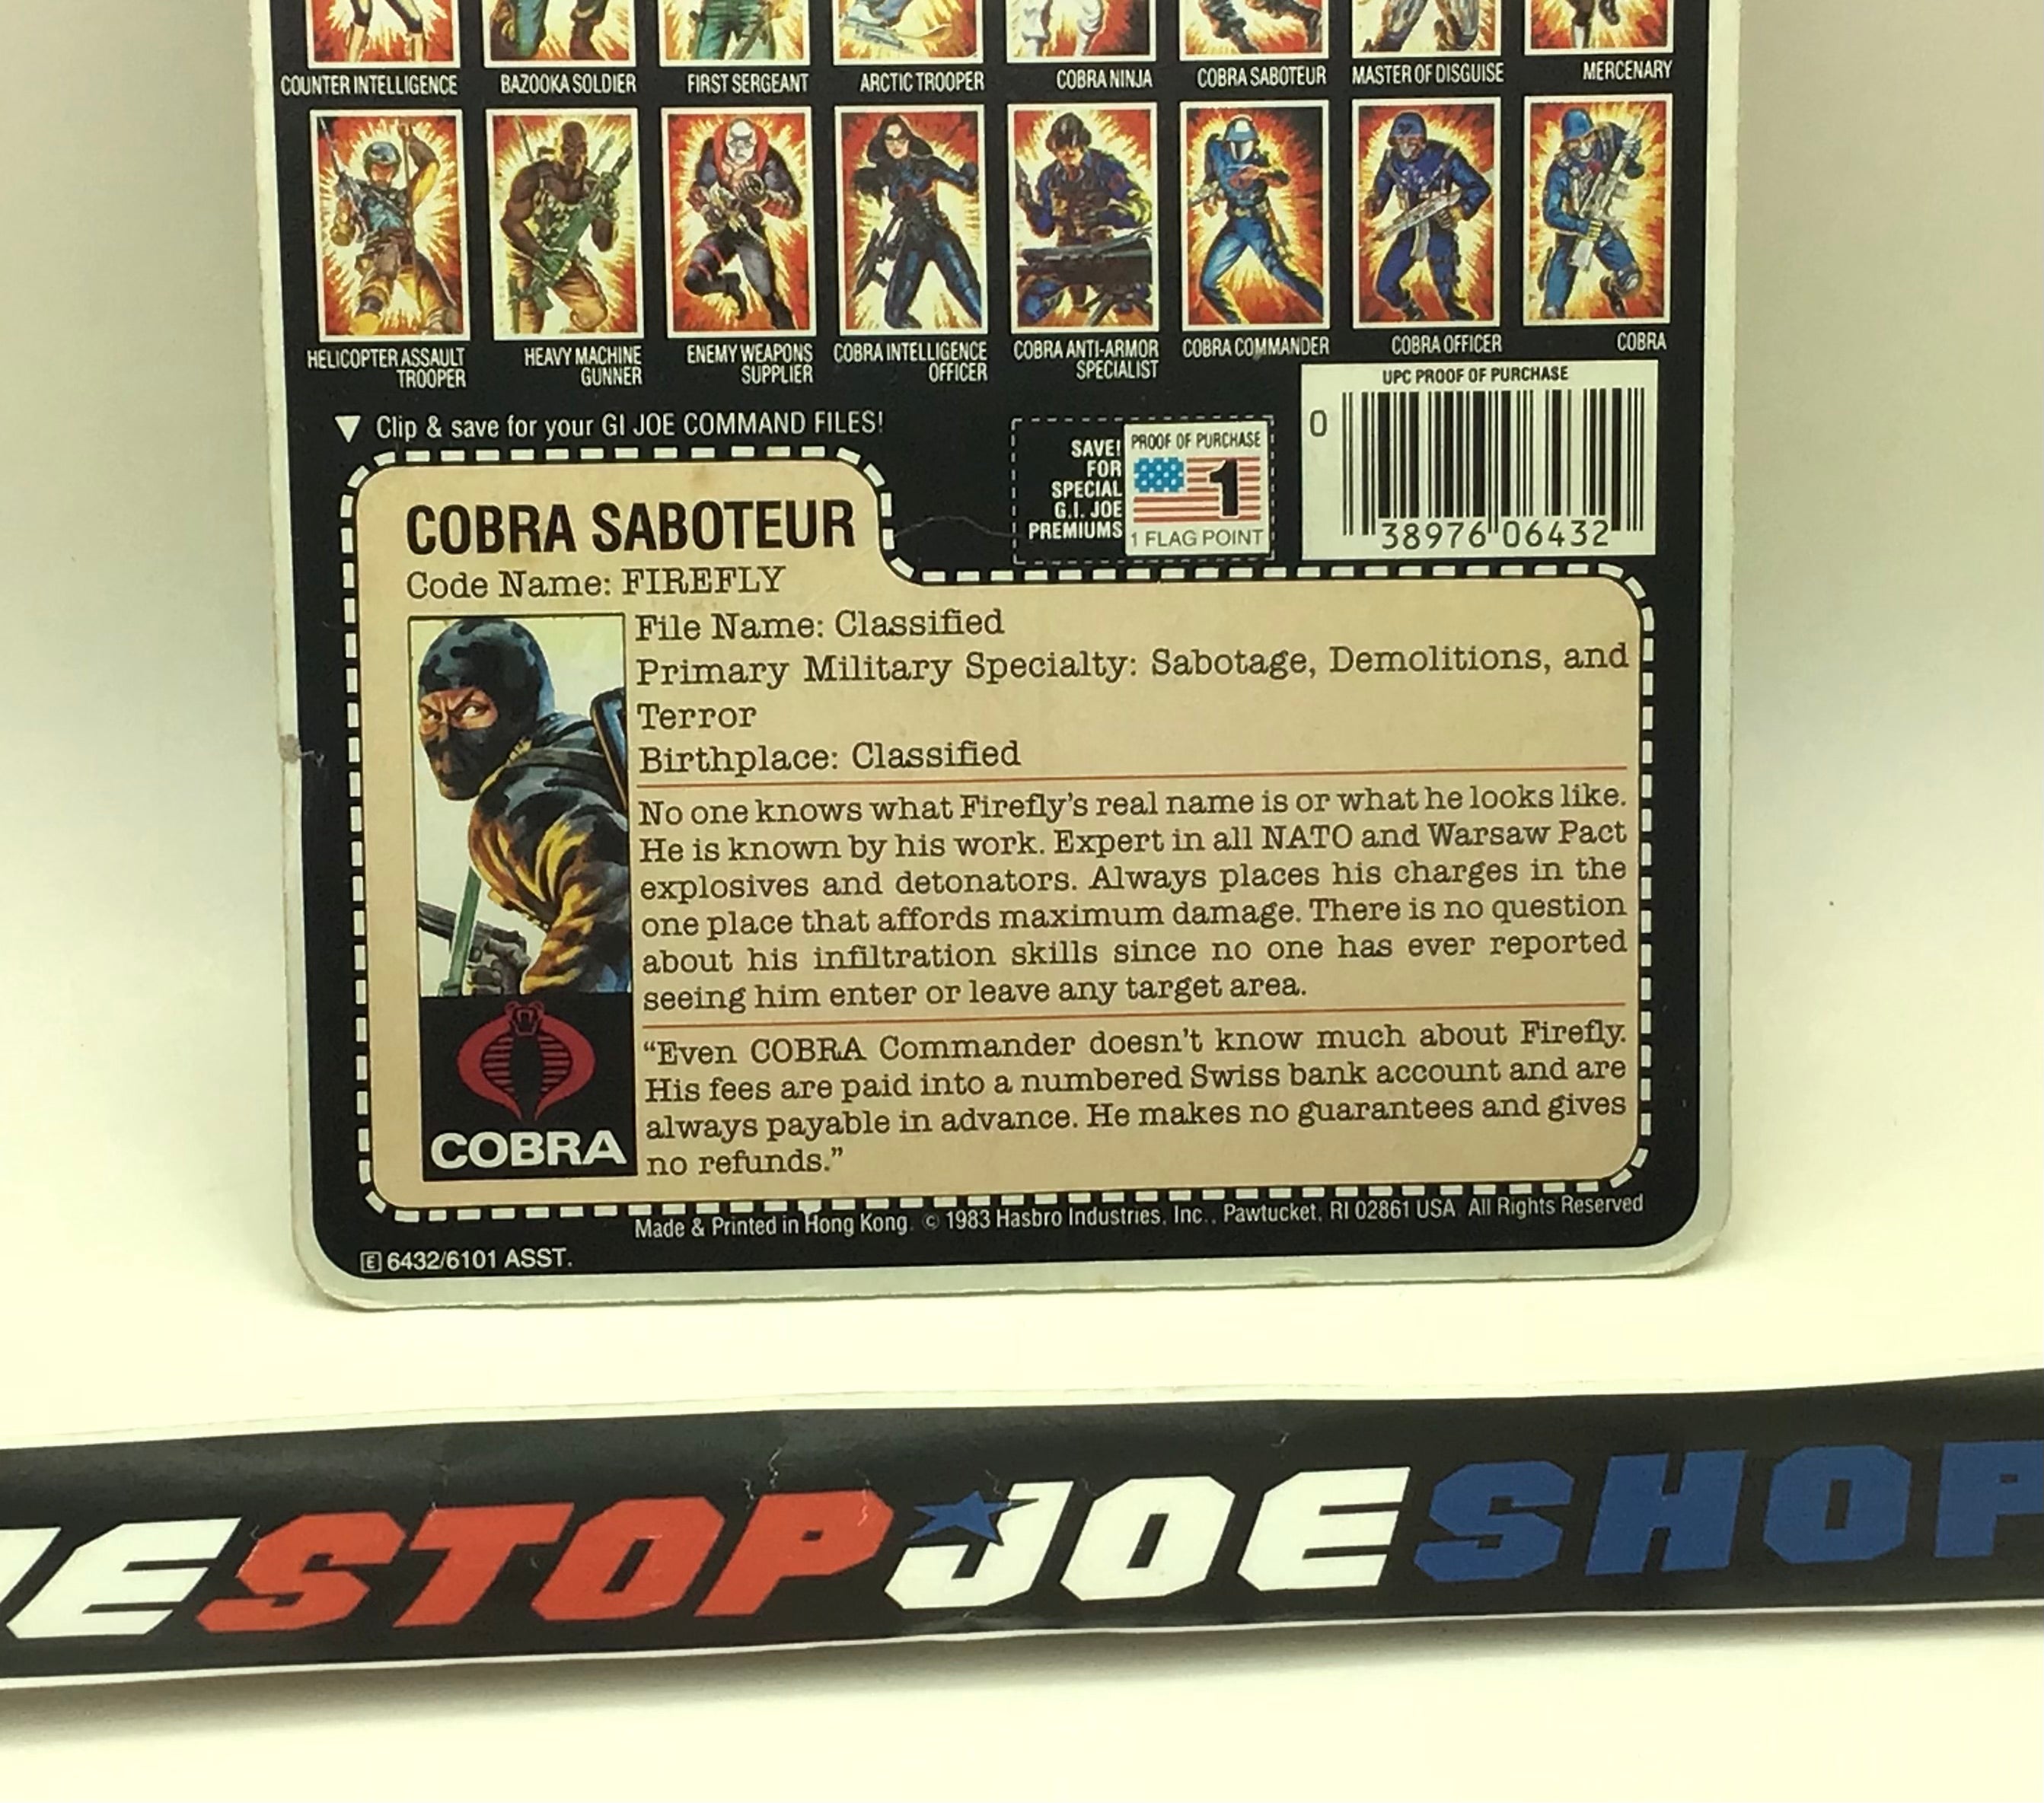 COUNTER INTELLIGENCE
BAZOOKA SOLDIER
FIRST SERGEANT
ARCTIC TROOPER
COBRA NINJA
COBRA SABOTEUR
MASTER OF DISGUISE
MERCENARY
HELICOPTER ASSAULT
TROOPER
HEAVY MACHINE
GUNNER
ENEMY WEAPONS
SUPPLIER
COBRA INTELLIGENCE
OFFICER
COBRA ANTI-ARMOR
SPECIALIST
COBRA COMMANDER
COBRA OFFICER
COBRA
▼ Clip & save for your GI JOE COMMAND FILES!
SAVE!
FOR
SPECIAL
G.I. JOE
PREMIUMS
PROOF OF PURCHASE
1
1 FLAG POINT
UPC PROOF OF PURCHASE
0
38976 06432
COBRA SABOTEUR
Code Name: FIREFLY
File Name: Classified
Primary Military Specialty: Sabotage, Demolitions, and
Terror
Birthplace: Classified
No one knows what Firefly's real name is or what he looks like.
He is known by his work. Expert in all NATO and Warsaw Pact
explosives and detonators. Always places his charges in the
one place that affords maximum damage. There is no question
about his infiltration skills since no one has ever reported
seeing him enter or leave any target area.
“Even COBRA Commander doesn't know much about Firefly.
His fees are paid into a numbered Swiss bank account and are
always payable in advance. He makes no guarantees and gives
no refunds.”
COBRA
Made & Printed in Hong Kong. © 1983 Hasbro Industries, Inc., Pawtucket, RI 02861 USA. All Rights Reserved
E 6432/6101 ASST.
ESTOPJOESHOP